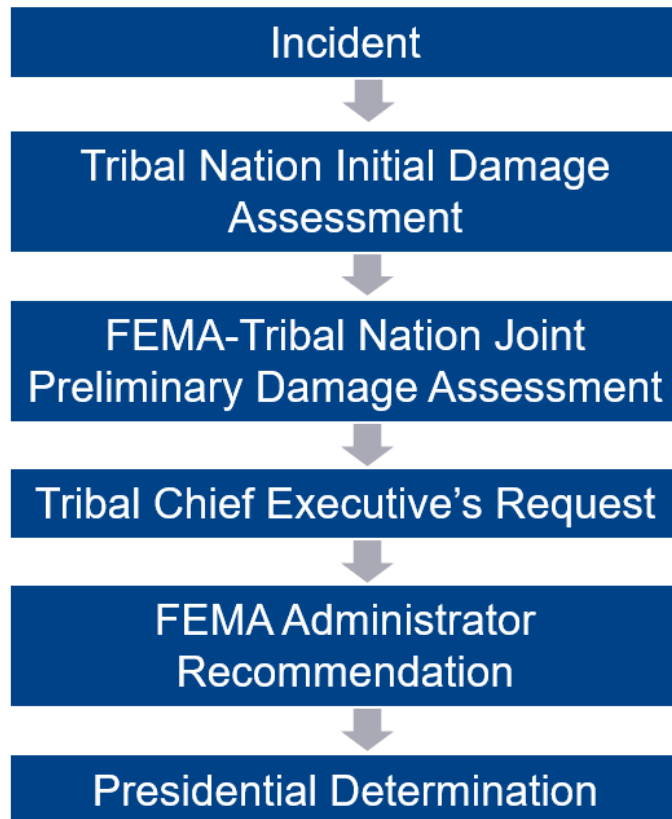 Incident
Tribal Nation Initial Damage
Assessment
FEMA-Tribal Nation Joint
Preliminary Damage Assessment
Tribal Chief Executive’s Request
FEMA Administrator
Recommendation
Presidential Determination